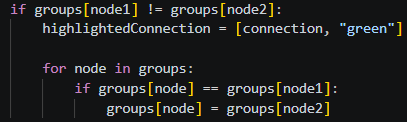 if groups[node1] != groups[node2]:
    highlightedConnection = [connection, "green"]

    for node in groups:
        if groups[node] == groups[node1]:
            groups[node] = groups[node2]